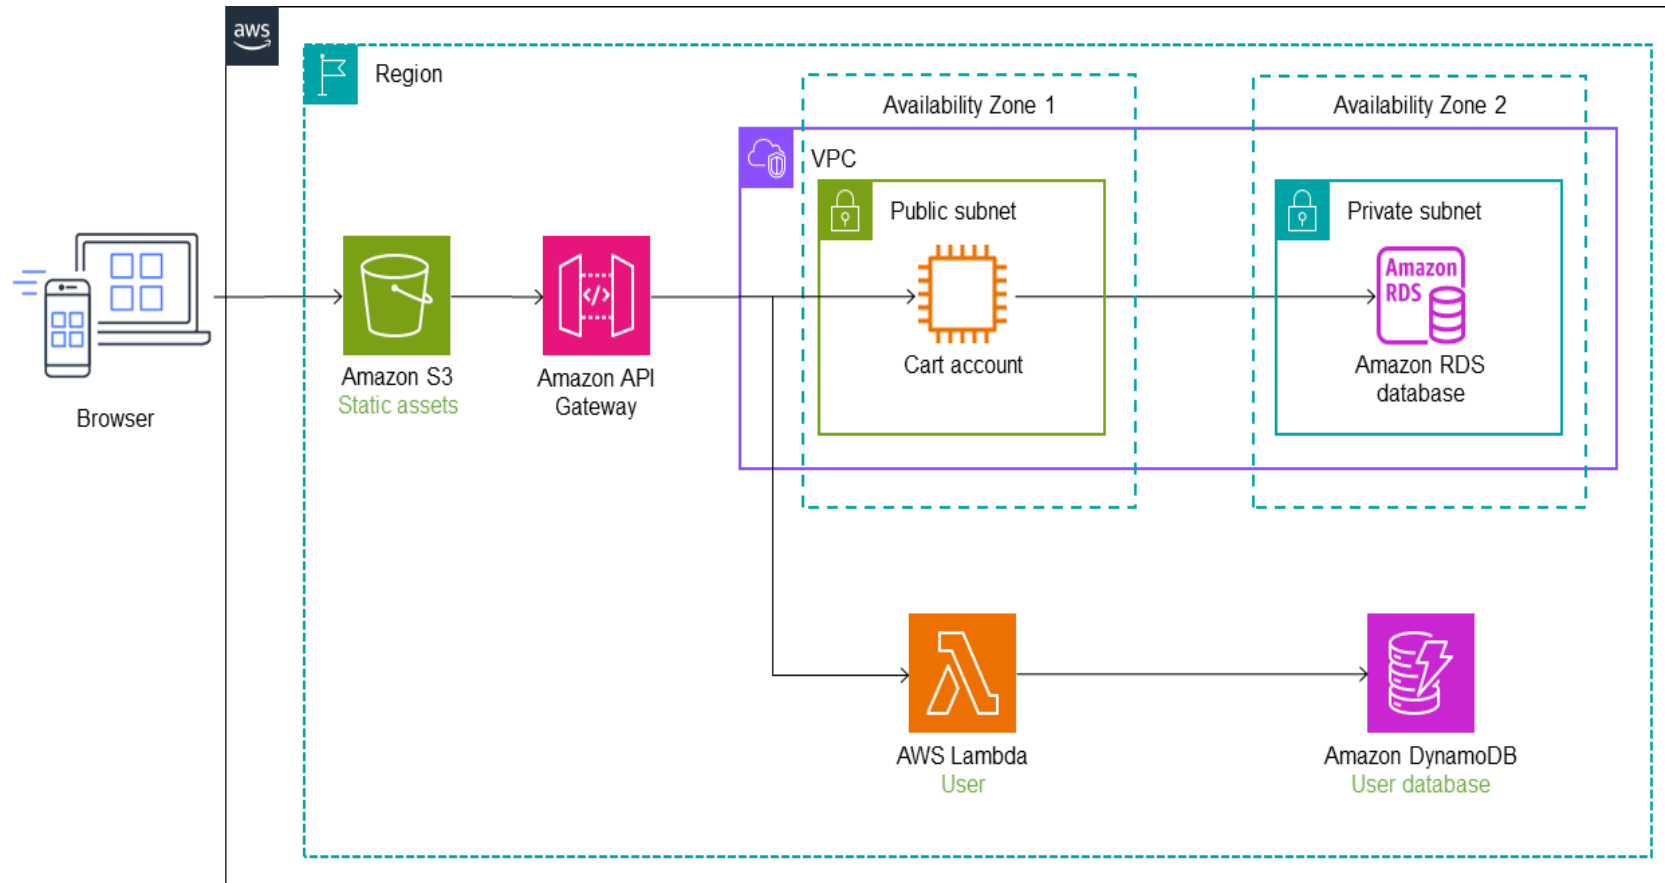 aws
Region
Availability Zone 1
Availability Zone 2
VPC
Public subnet
Private subnet
Amazon
RDS
</>
Cart account
Amazon RDS
database
Amazon S3
Static assets
Amazon API
Gateway
Browser
AWS Lambda
User
Amazon DynamoDB
User database